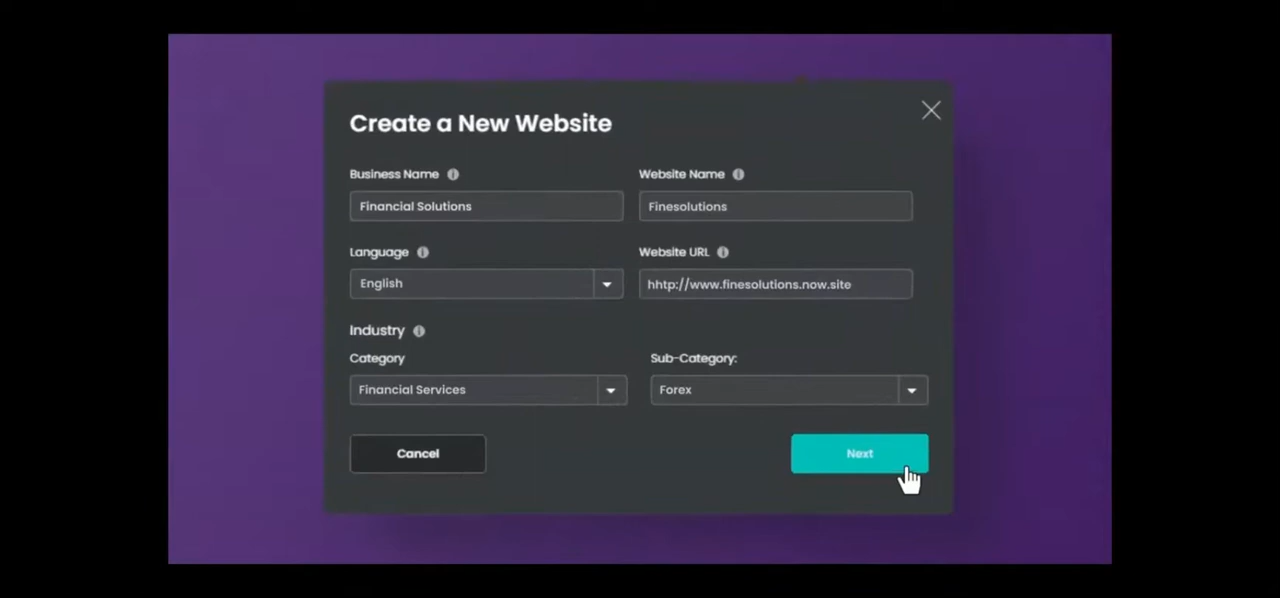 Create a New Website
Business Name
Website Name
Financial Solutions
Finesolutions
Language
Website URL
English
hhtp://www.finesolutions.now.site
Industry
Category
Sub-Category:
Financial Services
Forex
Cancel
Next